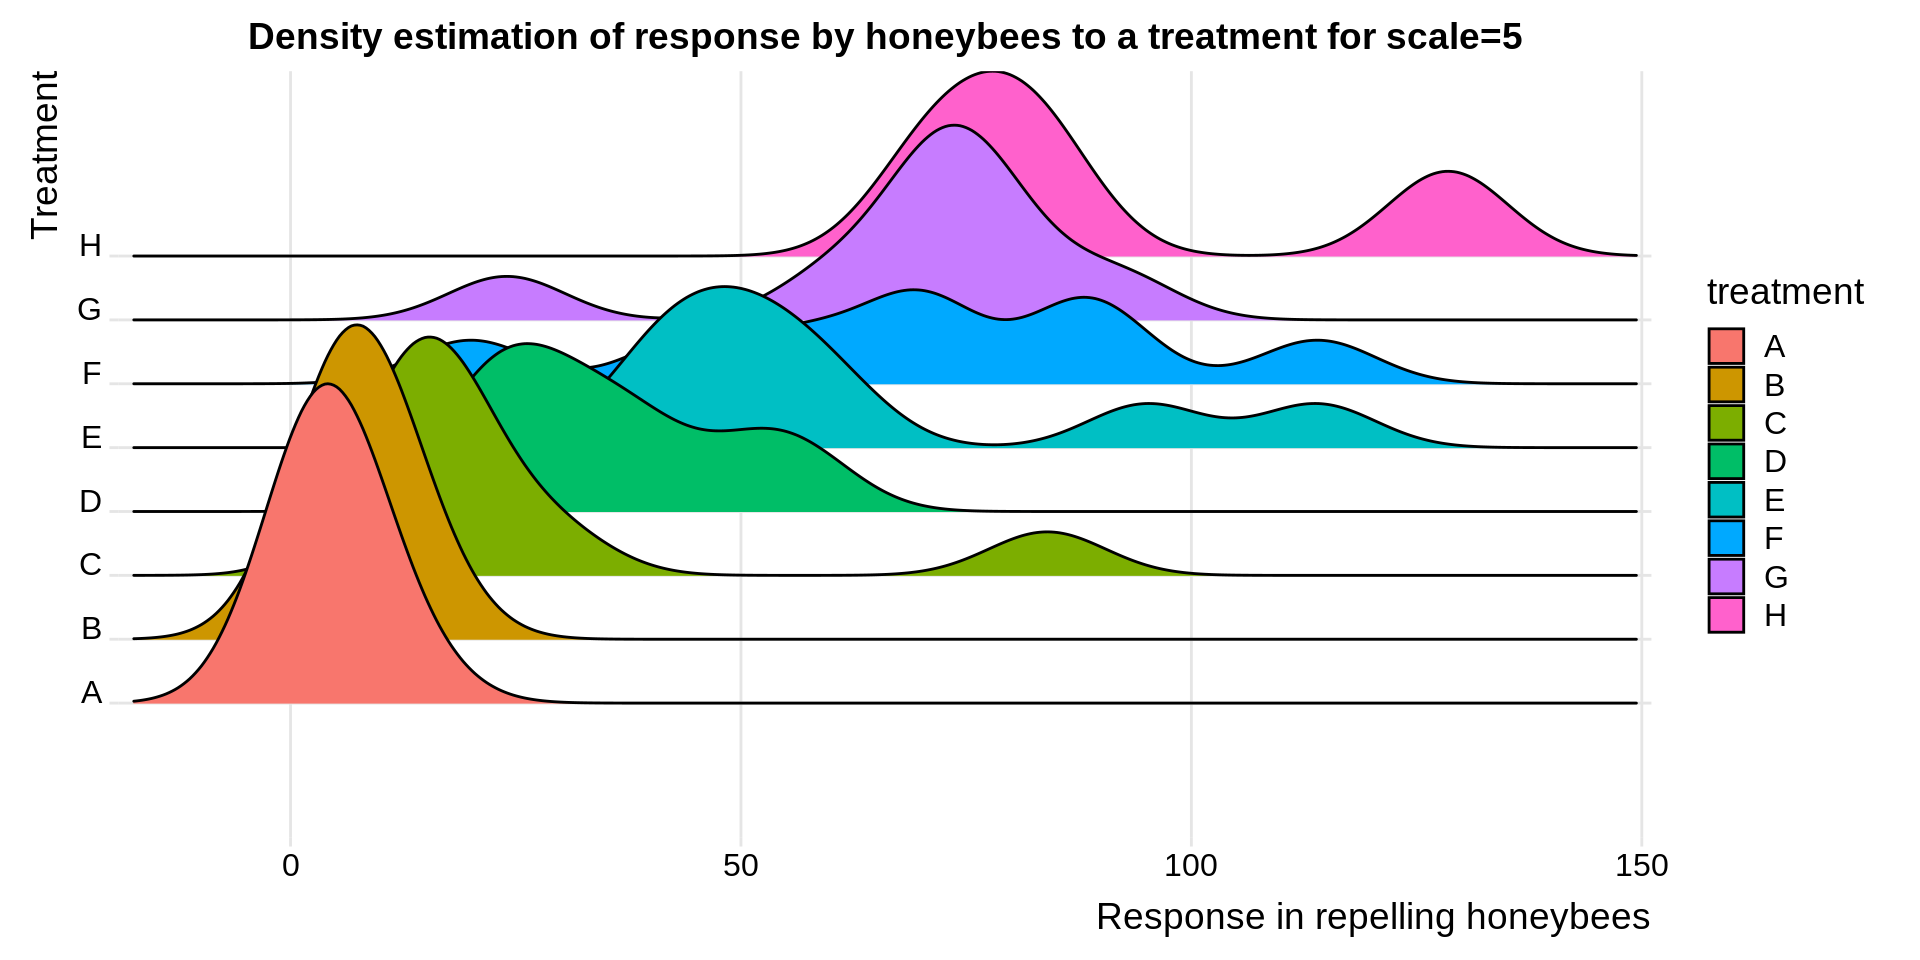 Density estimation of response by honeybees to a treatment for scale=5
Treatment
H
G
F
E
D
C
B
A
0 50 100 150
Response in repelling honeybees
treatment
A
B
C
D
E
F
G
H